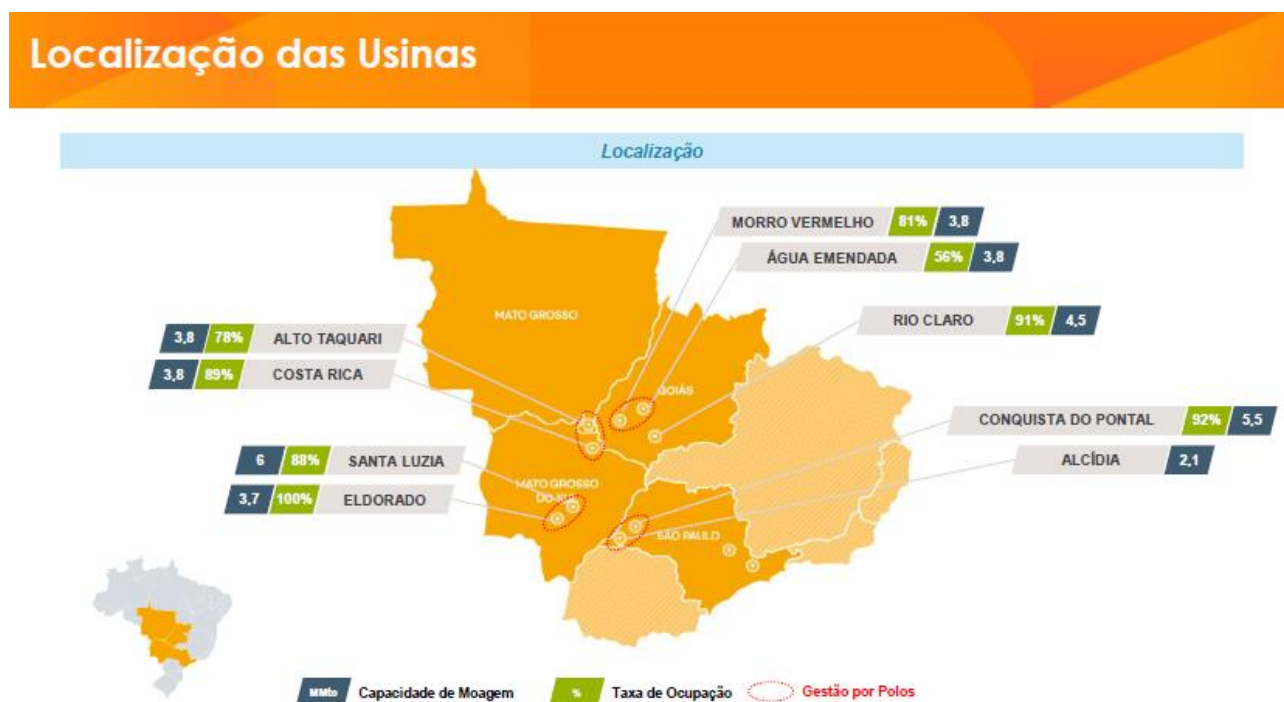 Localização das Usinas
Localização
MORRO VERMELHO 81% 3,8
ÁGUA EMENDADA 56% 3,8
MATO GROSSO
RIO CLARO 91% 4,5
3,8 78% ALTO TAQUARI
3,8 89% COSTA RICA
GOIÁS
CONQUISTA DO PONTAL 92% 5,5
6 88% SANTA LUZIA
ALCÍDIA 2,1
MATO GROSSO
DO SUL
3,7 100% ELDORADO
SÃO PAULO
MMto Capacidade de Moagem % Taxa de Ocupação Gestão por Polos